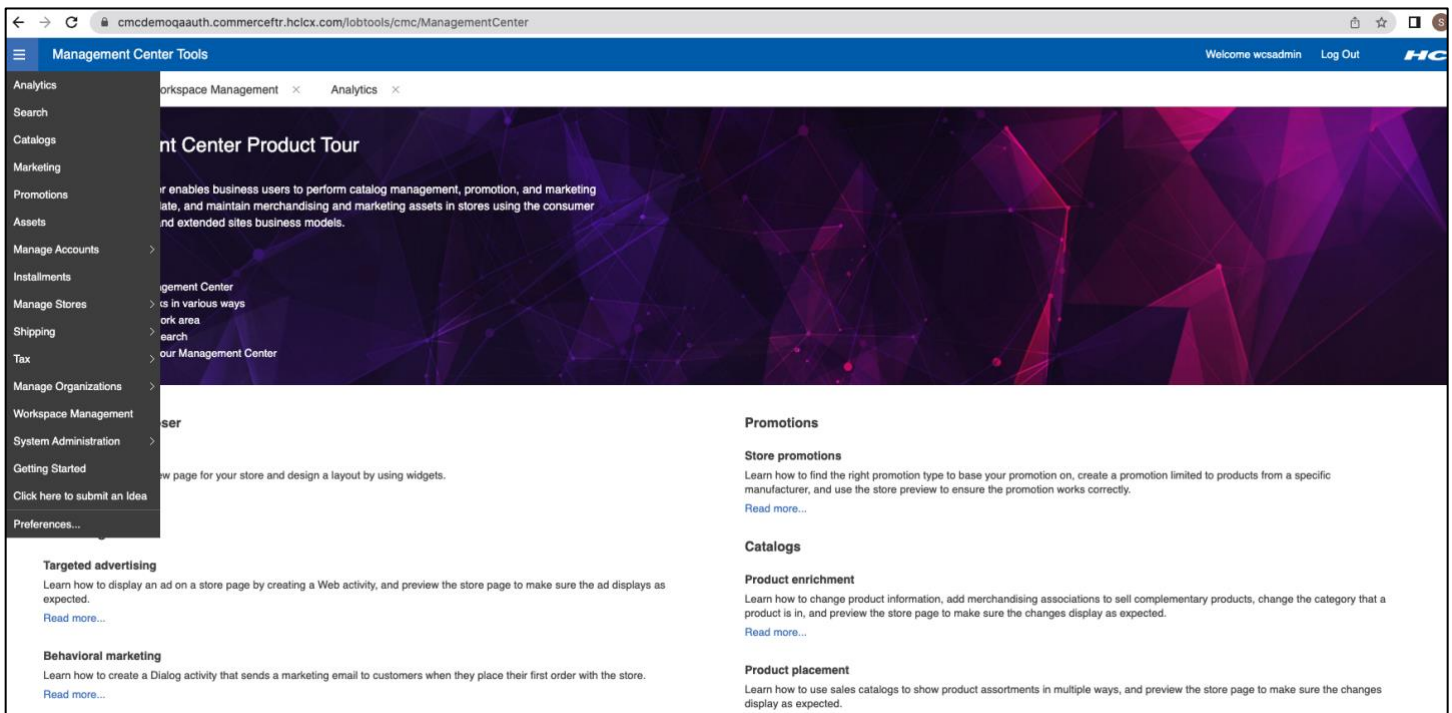 cmcdemoqaauth.commerceftr.hclcx.com/lobtools/cmc/ManagementCenter
S
Management Center Tools
Welcome wcsadmin Log Out HC
Analytics
Search
Catalogs
Marketing
Promotions
Assets
Manage Accounts
Installments
Manage Stores
Shipping
Tax
Manage Organizations
Workspace Management
System Administration
Getting Started
Click here to submit an Idea
Preferences...
orkspace Management × Analytics ×
nt Center Product Tour
r enables business users to perform catalog management, promotion, and marketing
ate, and maintain merchandising and marketing assets in stores using the consumer
nd extended sites business models.
gement Center
ks in various ways
ork area
earch
our Management Center
ser
ew page for your store and design a layout by using widgets.
Targeted advertising
Learn how to display an ad on a store page by creating a Web activity, and preview the store page to make sure the ad displays as
expected.
Read more...
Behavioral marketing
Learn how to create a Dialog activity that sends a marketing email to customers when they place their first order with the store.
Read more...
Promotions
Store promotions
Learn how to find the right promotion type to base your promotion on, create a promotion limited to products from a specific
manufacturer, and use the store preview to ensure the promotion works correctly.
Read more...
Catalogs
Product enrichment
Learn how to change product information, add merchandising associations to sell complementary products, change the category that a
product is in, and preview the store page to make sure the changes display as expected.
Read more...
Product placement
Learn how to use sales catalogs to show product assortments in multiple ways, and preview the store page to make sure the changes
display as expected.